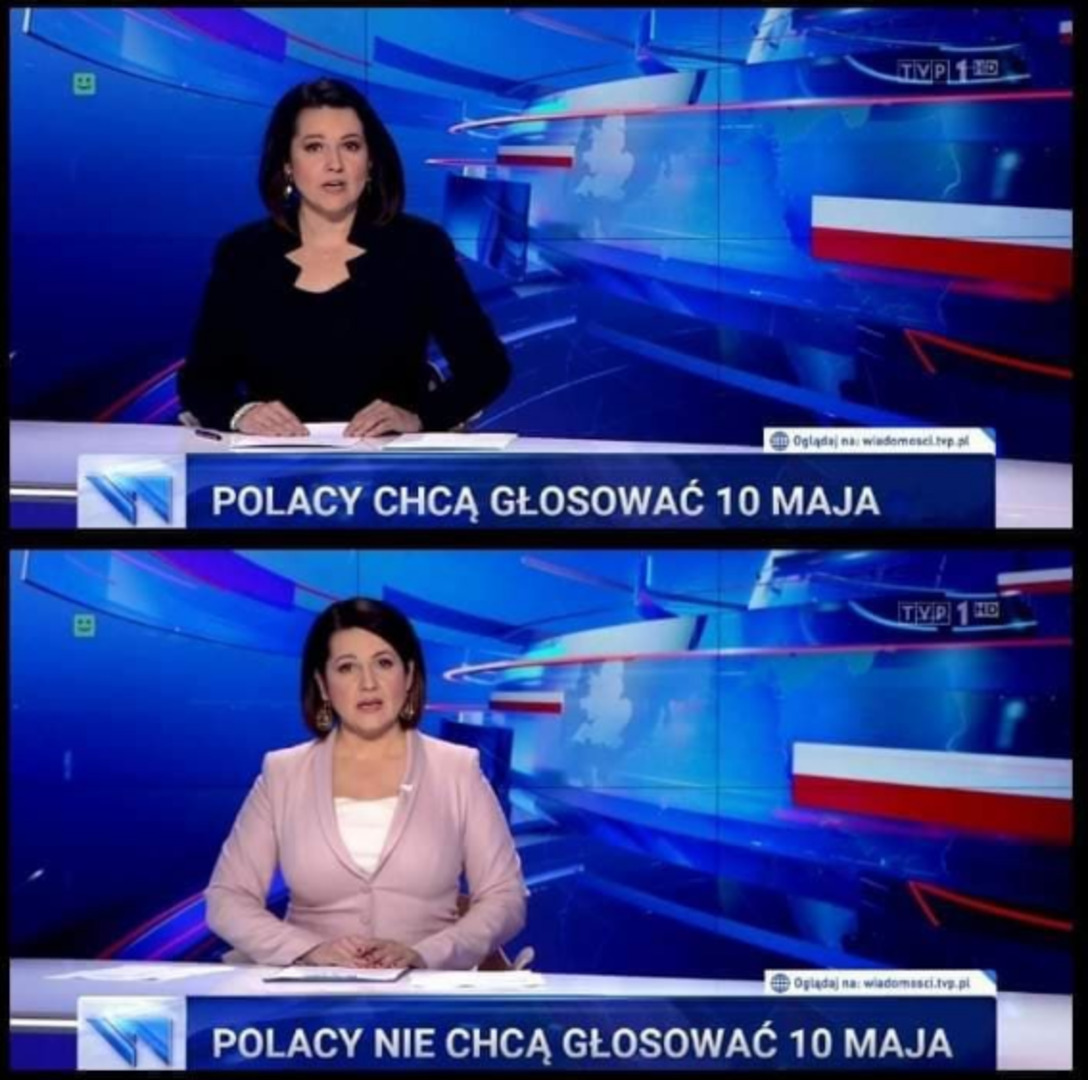 TVP 1 HD
Oglądaj na: wiadomosci.tvp.pl
POLACY CHCĄ GŁOSOWAĆ 10 MAJA
TVP 1 HD
Oglądaj na: wiadomosci.tvp.pl
POLACY NIE CHCĄ GŁOSOWAĆ 10 MAJA